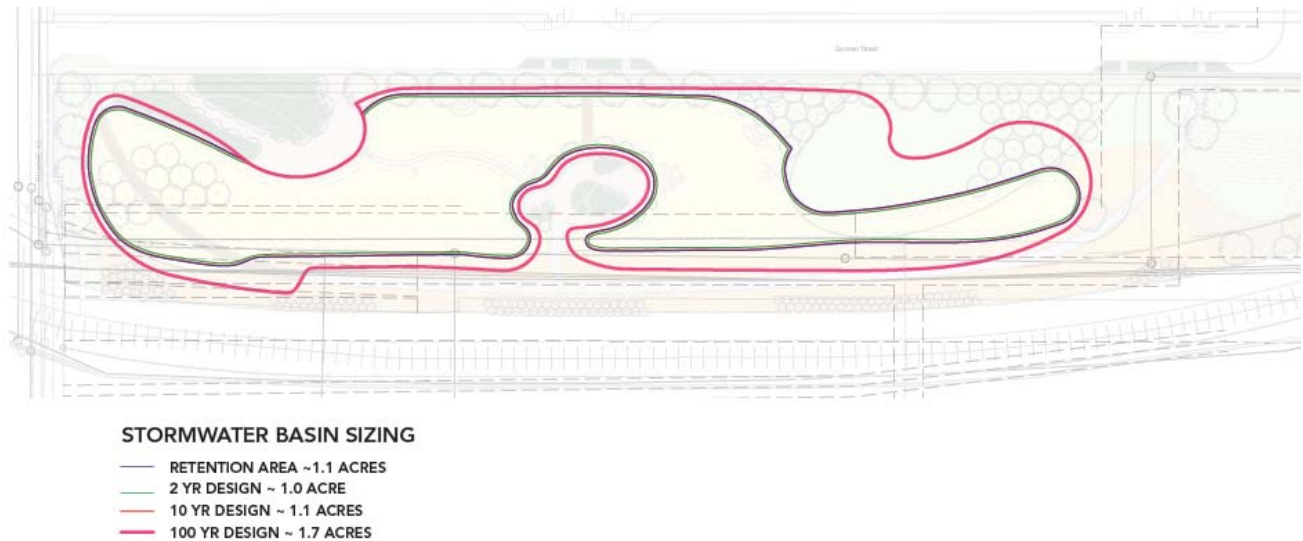 STORMWATER BASIN SIZING
RETENTION AREA ~1.1 ACRES
2 YR DESIGN ~ 1.0 ACRE
10 YR DESIGN ~ 1.1 ACRES
100 YR DESIGN ~ 1.7 ACRES